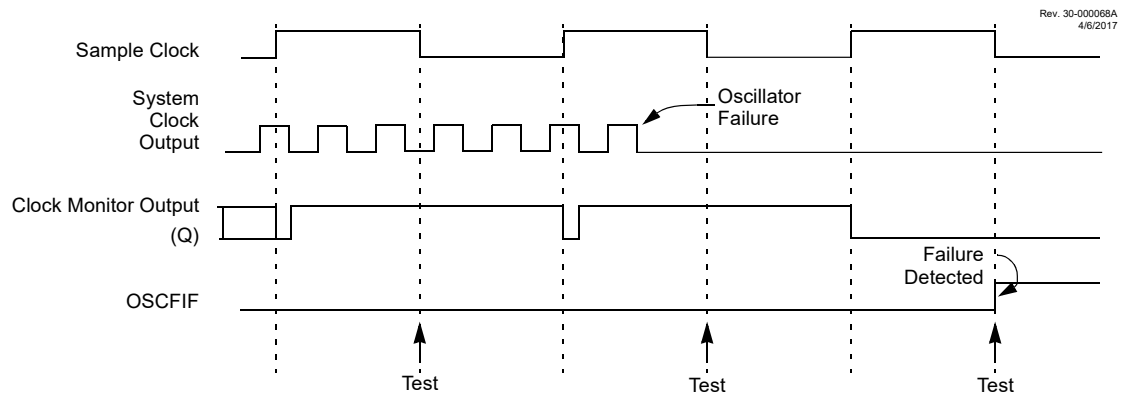 Rev. 30-000068A
4/6/2017
Sample Clock
System
Clock
Output
Oscillator
Failure
Clock Monitor Output
(Q)
Failure
Detected
OSCFIF
Test
Test
Test